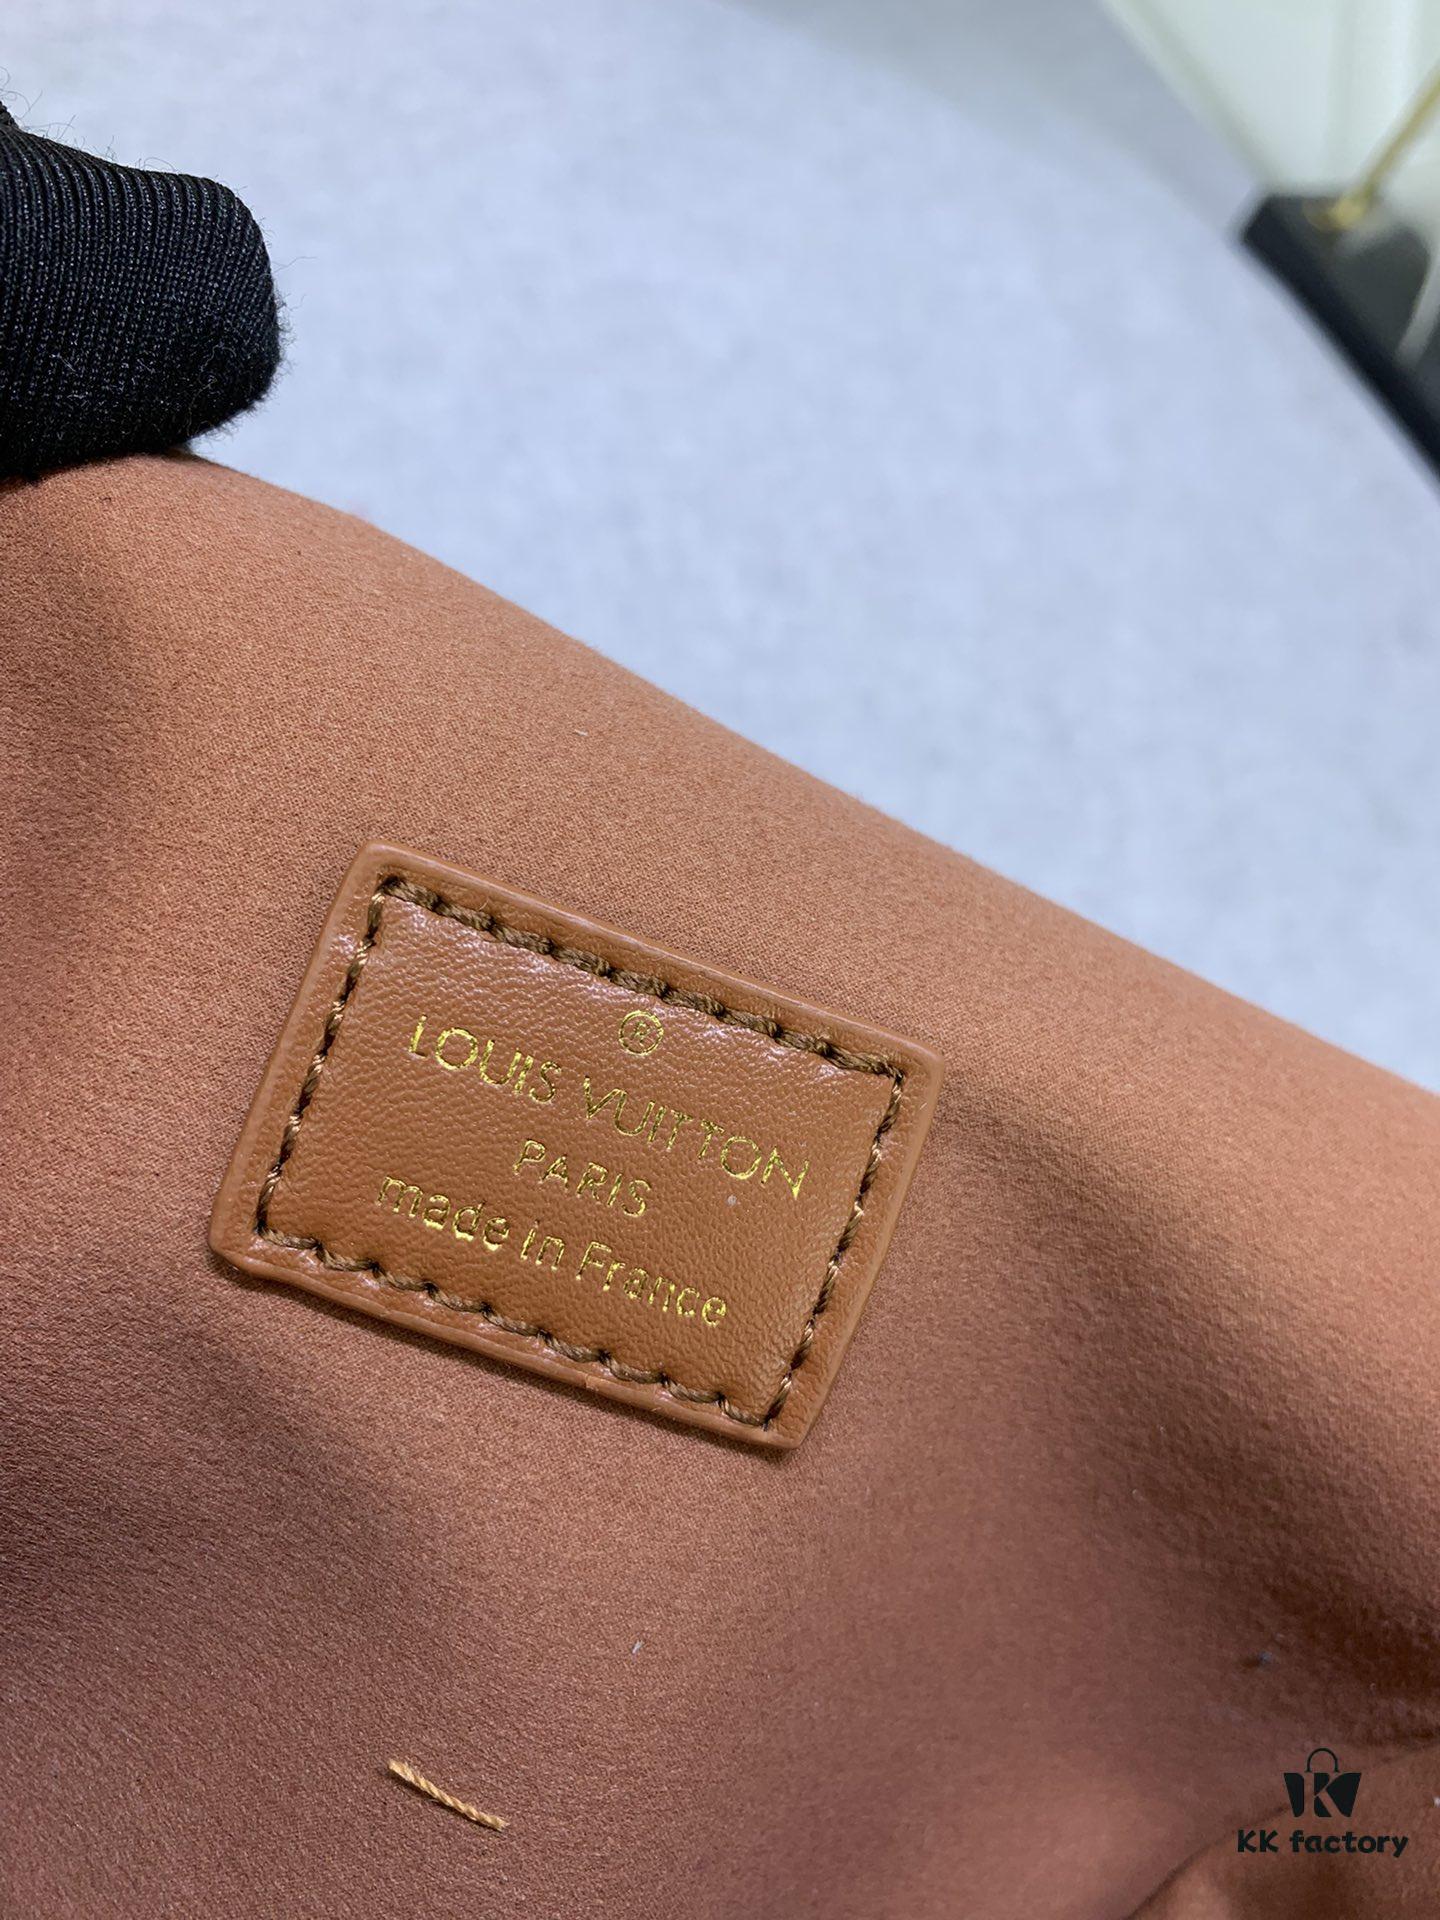 ®
LOUIS VUITTON
PARIS
made in France
KK factory